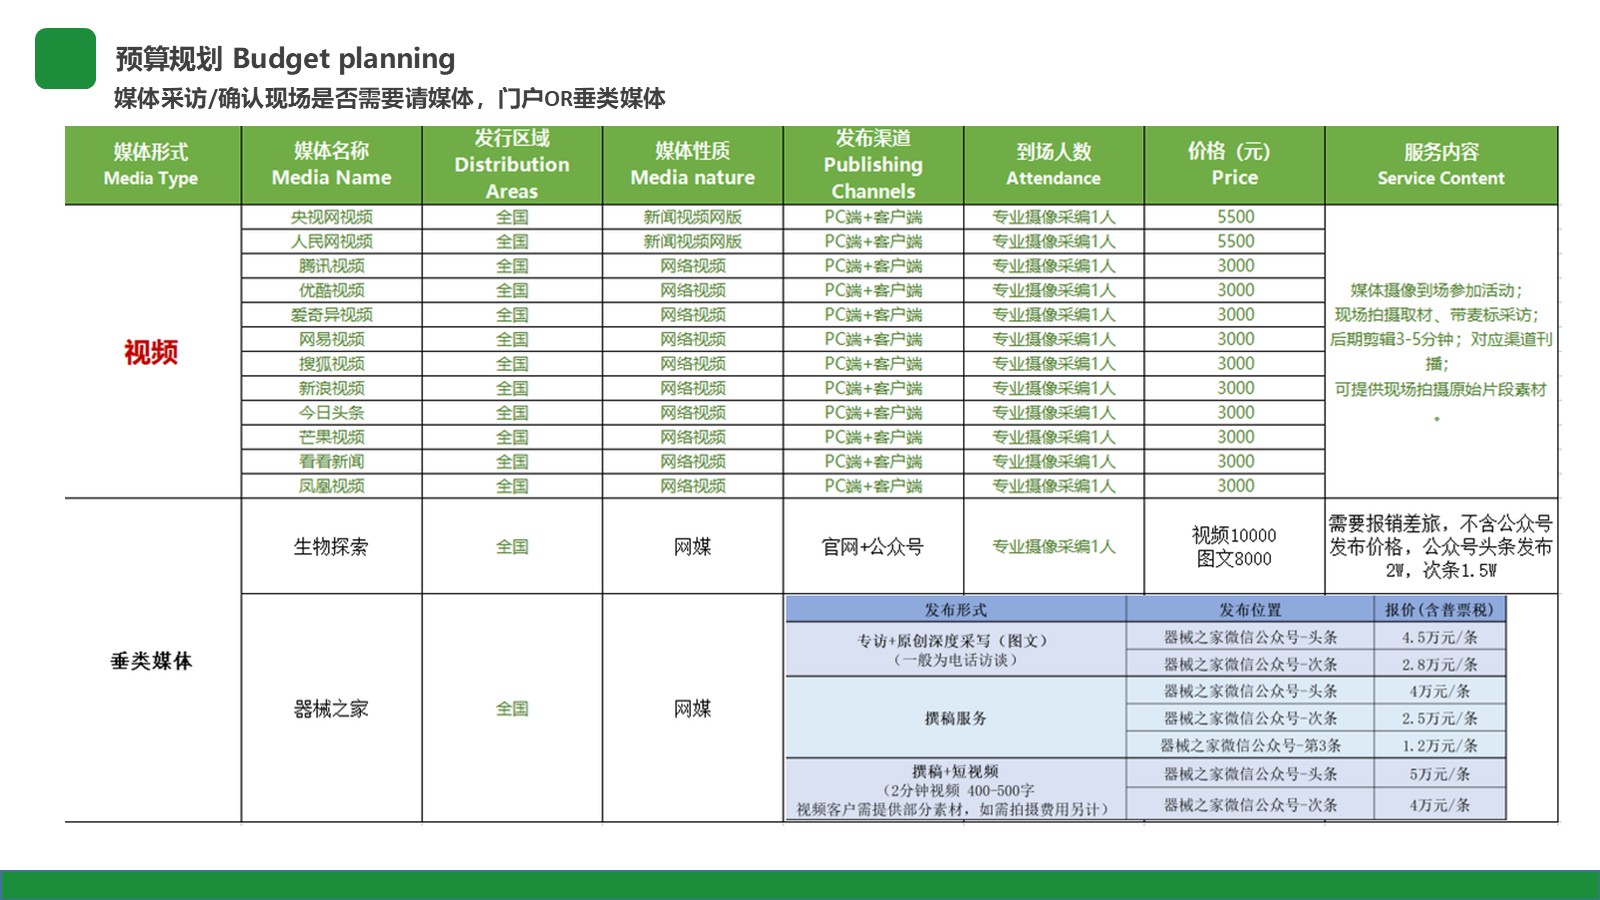 预算规划 Budget planning
媒体采访/确认现场是否需要请媒体，门户OR垂类媒体
媒体形式 Media Type
媒体名称 Media Name
发行区域 Distribution Areas
媒体性质 Media nature
发布渠道 Publishing Channels
到场人数 Attendance
价格（元） Price
服务内容 Service Content
视频
央视网视频 全国 新闻视频网版 PC端+客户端 专业摄像采编1人 5500
人民网视频 全国 新闻视频网版 PC端+客户端 专业摄像采编1人 5500
腾讯视频 全国 网络视频 PC端+客户端 专业摄像采编1人 3000
优酷视频 全国 网络视频 PC端+客户端 专业摄像采编1人 3000
爱奇异视频 全国 网络视频 PC端+客户端 专业摄像采编1人 3000
网易视频 全国 网络视频 PC端+客户端 专业摄像采编1人 3000
搜狐视频 全国 网络视频 PC端+客户端 专业摄像采编1人 3000
新浪视频 全国 网络视频 PC端+客户端 专业摄像采编1人 3000
今日头条 全国 网络视频 PC端+客户端 专业摄像采编1人 3000
芒果视频 全国 网络视频 PC端+客户端 专业摄像采编1人 3000
看看新闻 全国 网络视频 PC端+客户端 专业摄像采编1人 3000
凤凰视频 全国 网络视频 PC端+客户端 专业摄像采编1人 3000
媒体摄像到场参加活动；
现场拍摄取材、带麦标采访；
后期剪辑3-5分钟；对应渠道刊
播；
可提供现场拍摄原始片段素材
。
垂类媒体
生物探索 全国 网媒 官网+公众号 专业摄像采编1人
视频10000
图文8000
需要报销差旅，不含公众号
发布价格，公众号头条发布
2W，次条1.5W
器械之家 全国 网媒
发布形式 发布位置 报价(含普票税)
专访+原创深度采写（图文）
（一般为电话访谈）
器械之家微信公众号-头条 4.5万元/条
器械之家微信公众号-次条 2.8万元/条
撰稿服务
器械之家微信公众号-头条 4万元/条
器械之家微信公众号-次条 2.5万元/条
器械之家微信公众号-第3条 1.2万元/条
撰稿+短视频
（2分钟视频 400-500字
视频客户需提供部分素材，如需拍摄费用另计）
器械之家微信公众号-头条 5万元/条
器械之家微信公众号-次条 4万元/条